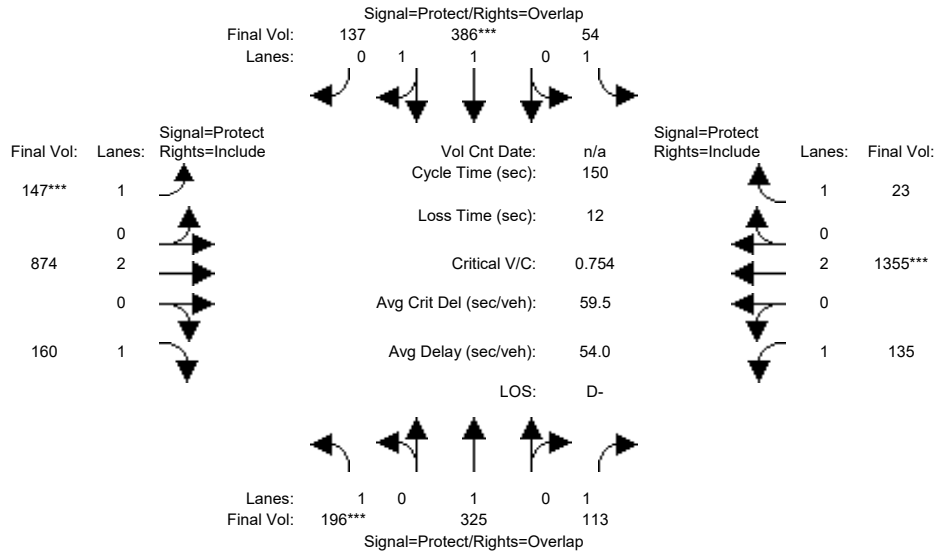 Signal=Protect/Rights=Overlap
Final Vol: 137 386*** 54
Lanes: 0 1 1 0 1
Signal=Protect Signal=Protect
Final Vol: Lanes: Rights=Include Vol Cnt Date: n/a Rights=Include Lanes: Final Vol:
Cycle Time (sec): 150
147*** 1 1 23
Loss Time (sec): 12
0 0
874 2 Critical V/C: 0.754 2 1355***
0 Avg Crit Del (sec/veh): 59.5 0
160 1 Avg Delay (sec/veh): 54.0 1 135
LOS: D-
Lanes: 1 0 1 0 1
Final Vol: 196*** 325 113
Signal=Protect/Rights=Overlap